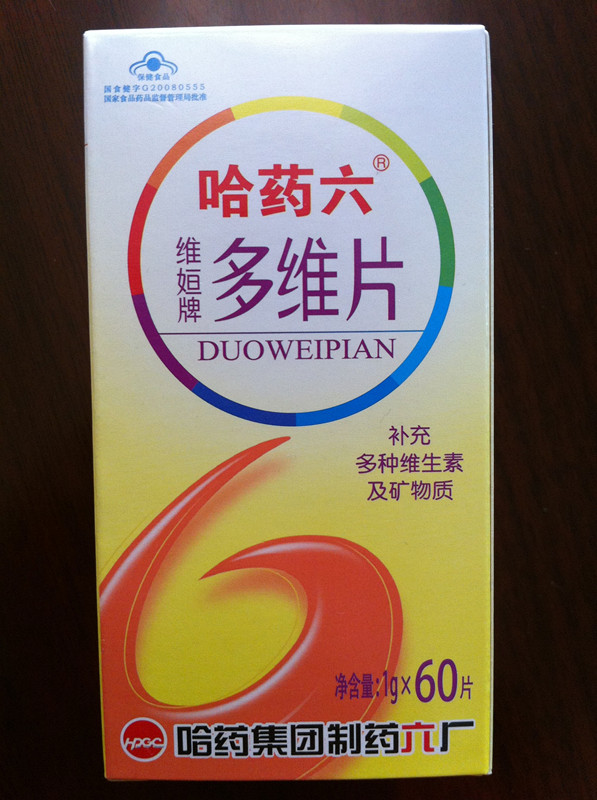 保健食品
国食健字G20080555
国家食品药品监督管理局批准
哈药六®
维姮牌
多维片
DUOWEIPIAN
补充
多种维生素
及矿物质
净含量:1g×60片
HPGC
哈药集团制药六厂